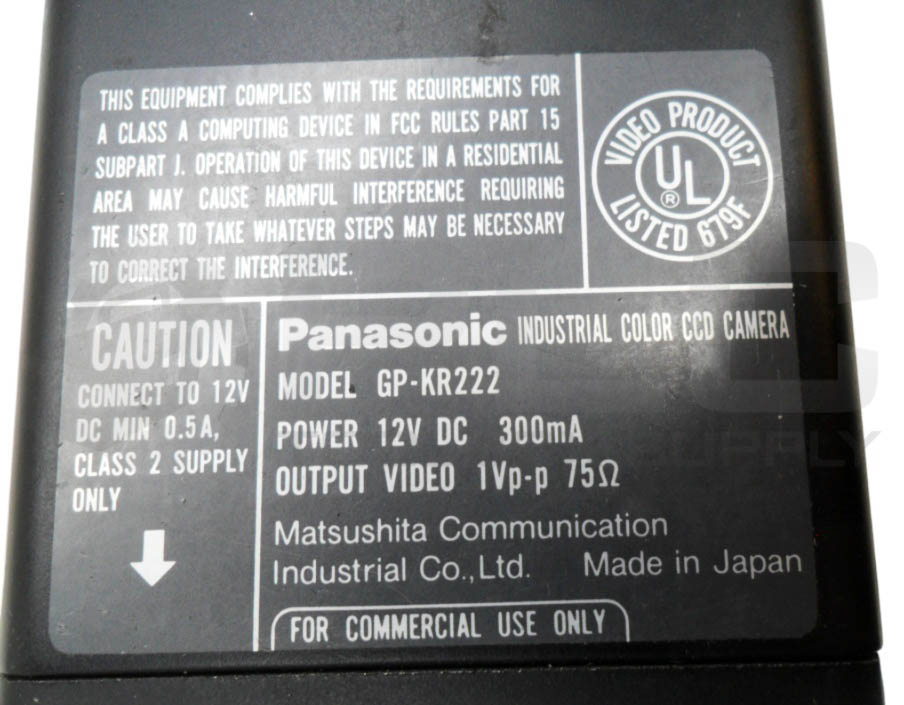 THIS EQUIPMENT COMPLIES WITH THE REQUIREMENTS FOR
A CLASS A COMPUTING DEVICE IN FCC RULES PART 15
SUBPART J. OPERATION OF THIS DEVICE IN A RESIDENTIAL
AREA MAY CAUSE HARMFUL INTERFERENCE REQUIRING
THE USER TO TAKE WHATEVER STEPS MAY BE NECESSARY
TO CORRECT THE INTERFERENCE.
VIDEO PRODUCT
UL®
LISTED 679F
CAUTION
CONNECT TO 12V
DC MIN 0.5A,
CLASS 2 SUPPLY
ONLY
Panasonic INDUSTRIAL COLOR CCD CAMERA
MODEL GP-KR222
POWER 12V DC 300mA
OUTPUT VIDEO 1Vp-p 75Ω
Matsushita Communication
Industrial Co.,Ltd. Made in Japan
FOR COMMERCIAL USE ONLY
SUPPLY